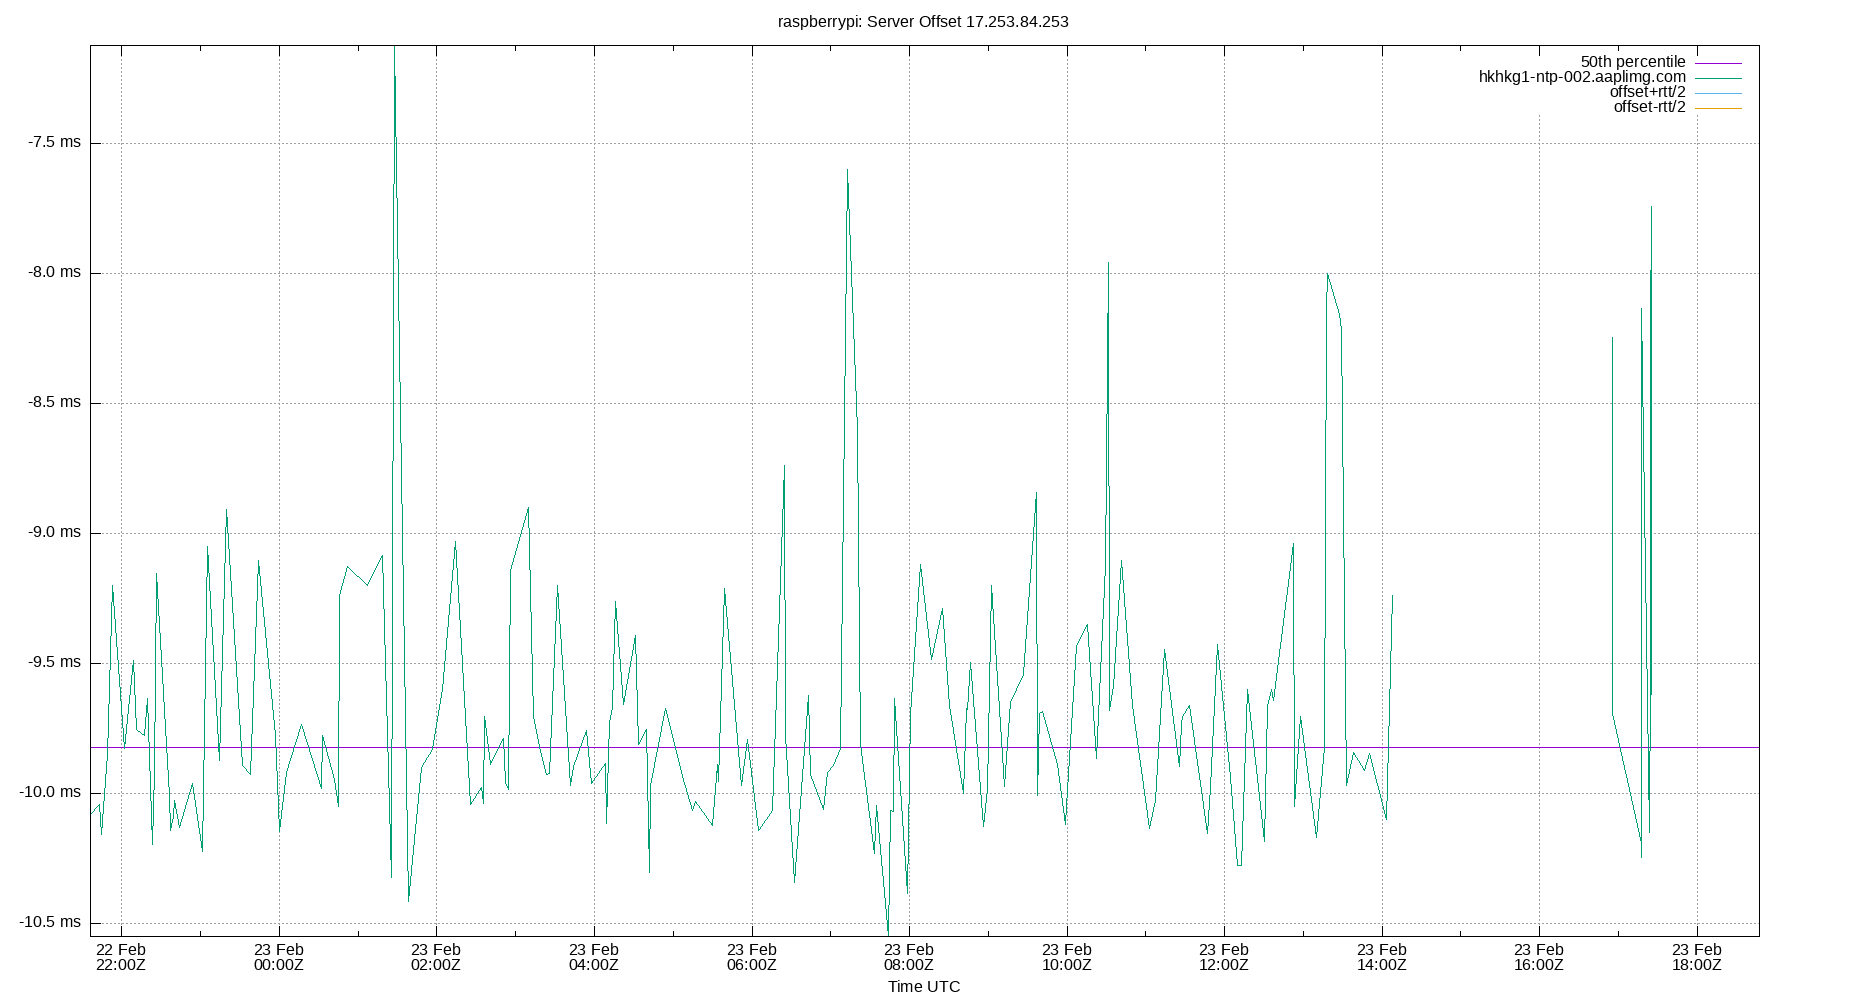 raspberrypi: Server Offset 17.253.84.253
50th percentile
hkhkg1-ntp-002.aaplimg.com
offset+rtt/2
offset-rtt/2
-7.5 ms
-8.0 ms
-8.5 ms
-9.0 ms
-9.5 ms
-10.0 ms
-10.5 ms
22 Feb 23 Feb 23 Feb 23 Feb 23 Feb 23 Feb 23 Feb 23 Feb 23 Feb 23 Feb 23 Feb
22:00Z 00:00Z 02:00Z 04:00Z 06:00Z 08:00Z 10:00Z 12:00Z 14:00Z 16:00Z 18:00Z
Time UTC